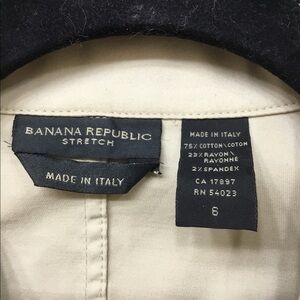 BANANA REPUBLIC
STRETCH
MADE IN ITALY
MADE IN ITALY
75% COTTON\COTON
23% RAYON\
RAYONNE
2% SPANDEX
CA 17897
RN 54023
6